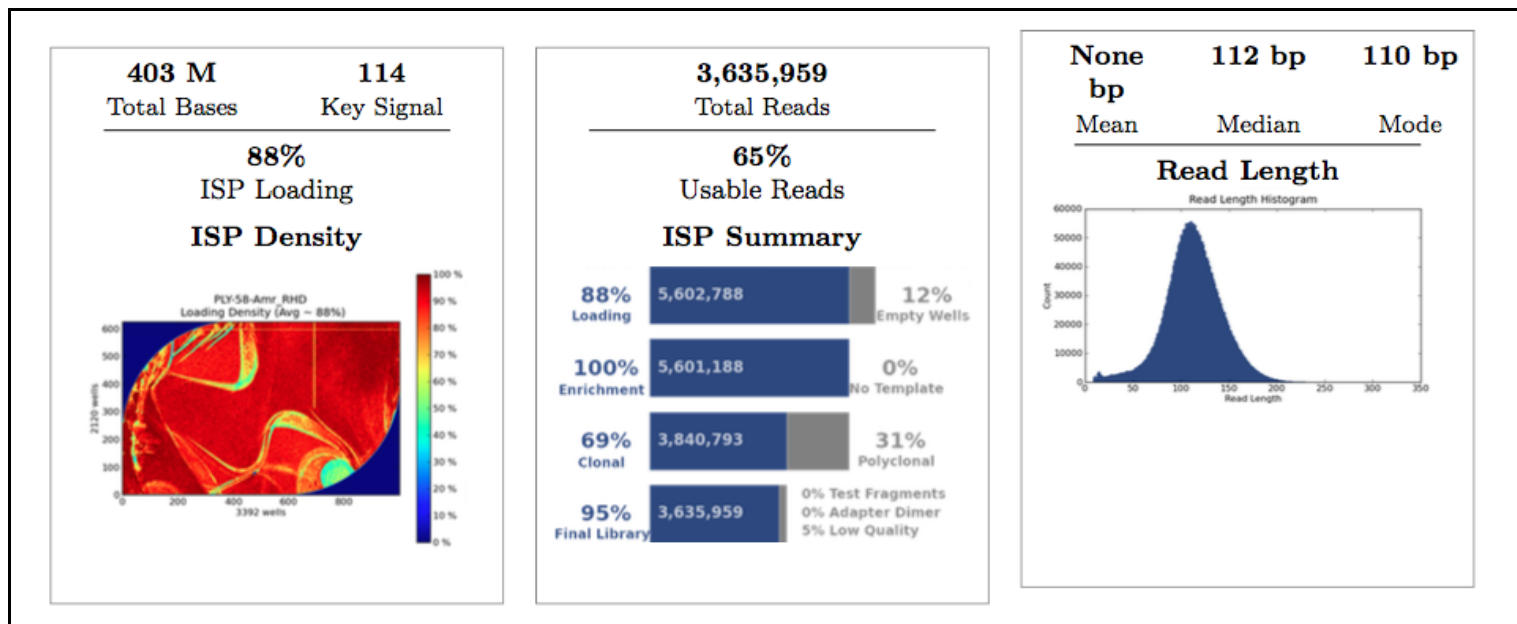 403 M
114
Total Bases
Key Signal
88%
ISP Loading
ISP Density
PLY-58-Amr_RHD
Loading Density (Avg ~ 88%)
100 %
90 %
80 %
70 %
60 %
50 %
40 %
30 %
20 %
10 %
0 %
600
500
400
300
200
100
0
2120 wells
0 200 400 600 800
3392 wells
3,635,959
Total Reads
65%
Usable Reads
ISP Summary
88%
Loading
5,602,788
12%
Empty Wells
100%
Enrichment
5,601,188
0%
No Template
69%
Clonal
3,840,793
31%
Polyclonal
95%
Final Library
3,635,959
0% Test Fragments
0% Adapter Dimer
5% Low Quality
None
bp
112 bp
110 bp
Mean
Median
Mode
Read Length
Read Length Histogram
60000
50000
40000
30000
20000
10000
0
Count
0 50 100 150 200 250 300 350
Read Length